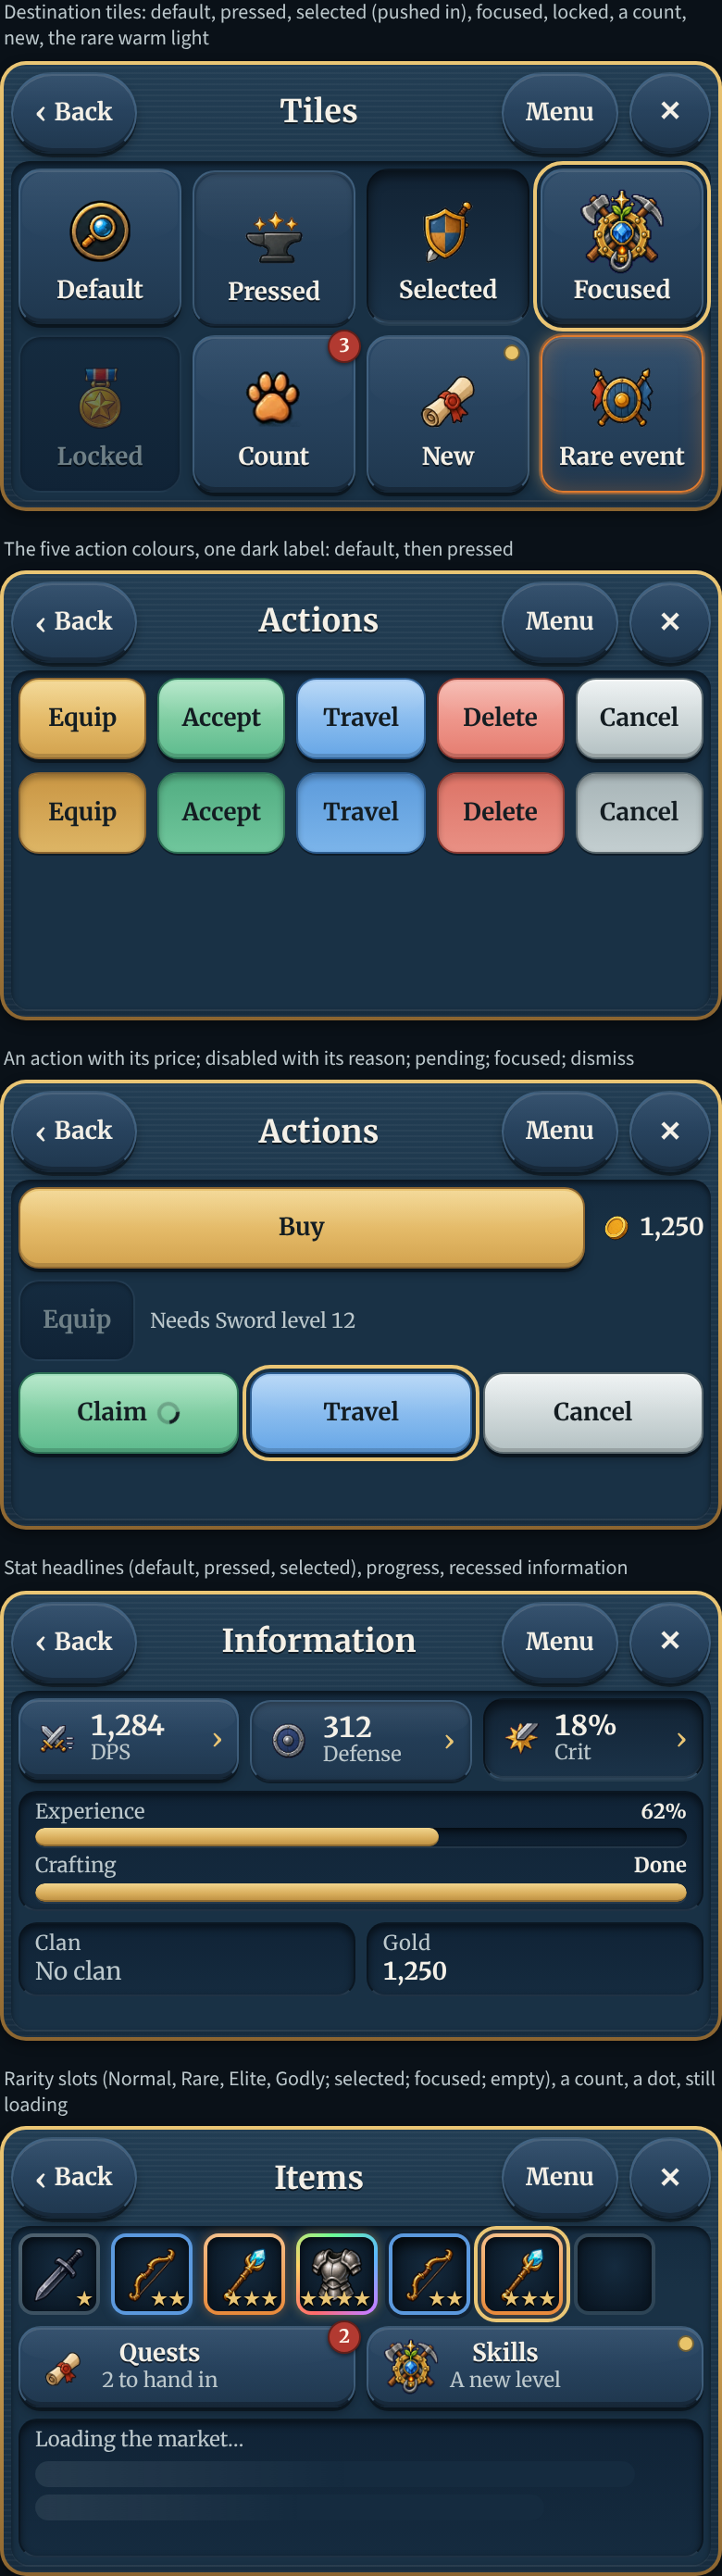 Destination tiles: default, pressed, selected (pushed in), focused, locked, a count,
new, the rare warm light
‹ Back
Tiles
Menu
✕
Default
Pressed
Selected
Focused
3
Locked
Count
New
Rare event
The five action colours, one dark label: default, then pressed
‹ Back
Actions
Menu
✕
Equip
Accept
Travel
Delete
Cancel
Equip
Accept
Travel
Delete
Cancel
An action with its price; disabled with its reason; pending; focused; dismiss
‹ Back
Actions
Menu
✕
Buy
1,250
Equip
Needs Sword level 12
Claim
Travel
Cancel
Stat headlines (default, pressed, selected), progress, recessed information
‹ Back
Information
Menu
✕
1,284
DPS
›
312
Defense
›
18%
Crit
›
Experience
62%
Crafting
Done
Clan
No clan
Gold
1,250
Rarity slots (Normal, Rare, Elite, Godly; selected; focused; empty), a count, a dot, still
loading
‹ Back
Items
Menu
✕
★
★★
★★★
★★★★
★★
★★★
Quests
2 to hand in
2
Skills
A new level
Loading the market...